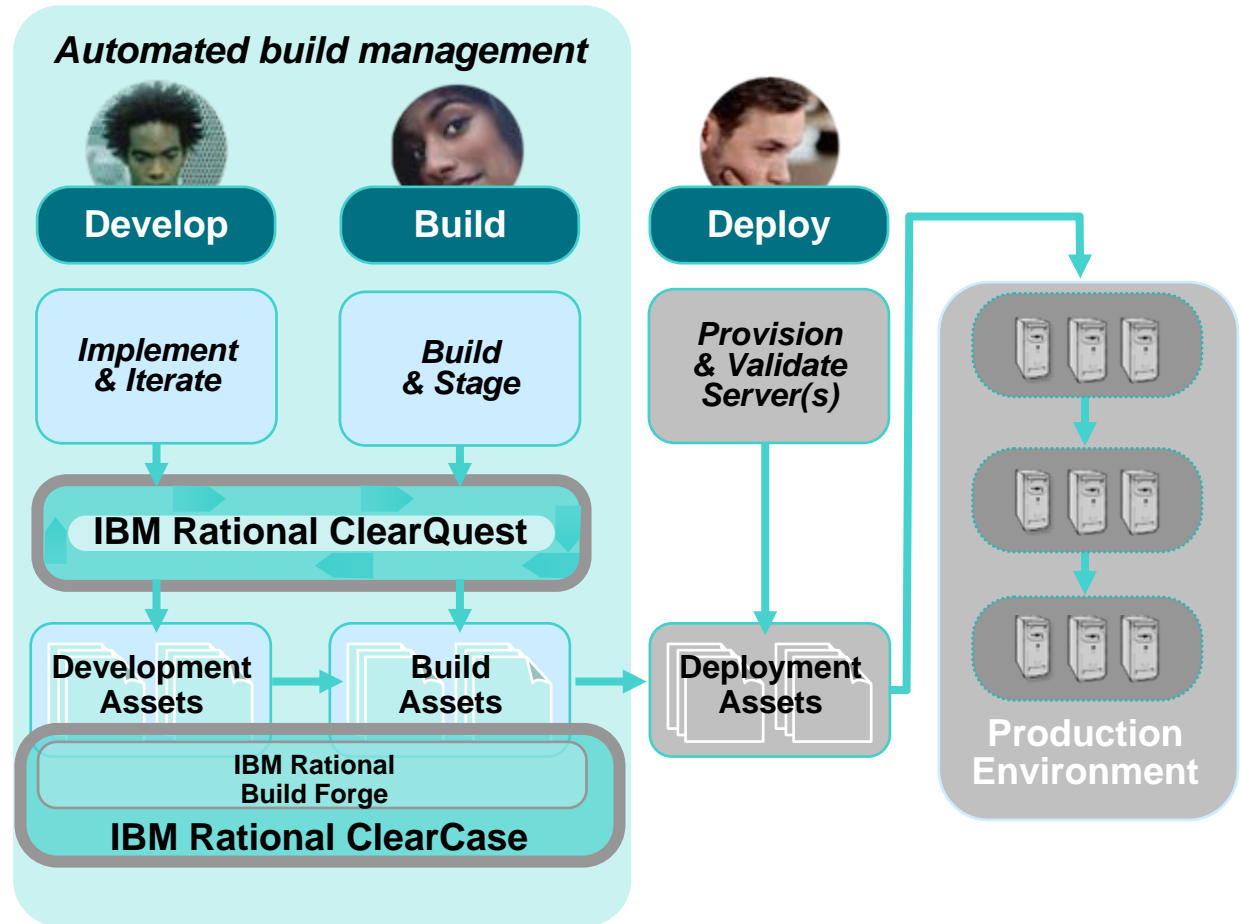 Automated build management
Develop
Build
Deploy
Implement
& Iterate
Build
& Stage
Provision
& Validate
Server(s)
IBM Rational ClearQuest
Development
Assets
Build
Assets
Deployment
Assets
Production
Environment
IBM Rational
Build Forge
IBM Rational ClearCase